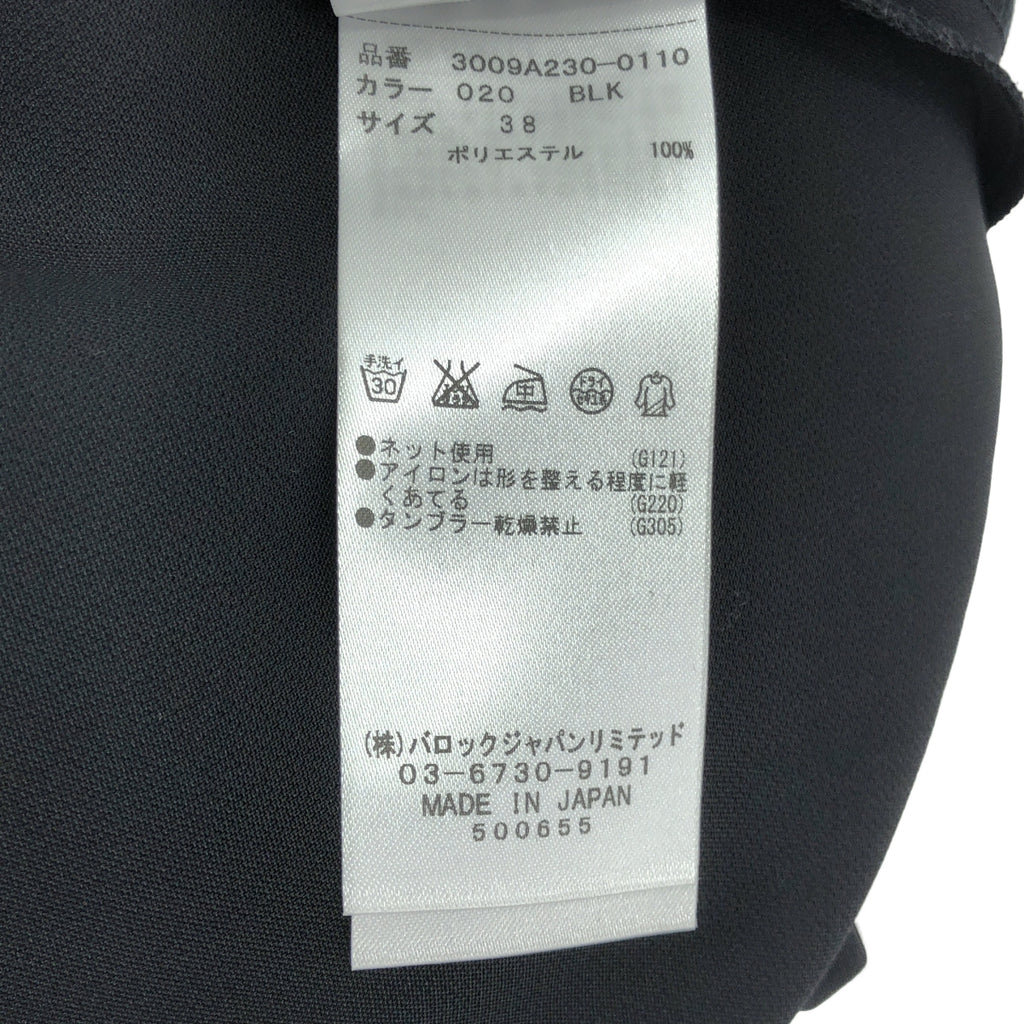 品番 3009A230-0110
カラー 020 BLK
サイズ 38
ポリエステル 100%
手洗イ
30
中
ドライ
●ネット使用 (G121)
●アイロンは形を整える程度に軽
くあてる (G220)
●タンブラー乾燥禁止 (G305)
(株)バロックジャパンリミテッド
03-6730-9191
MADE IN JAPAN
500655